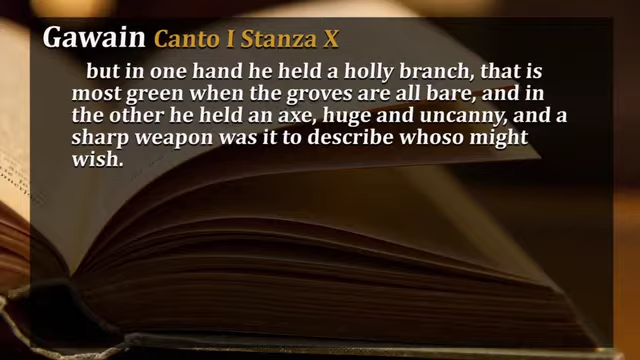 Gawain Canto I Stanza X
but in one hand he held a holly branch, that is
most green when the groves are all bare, and in
the other he held an axe, huge and uncanny, and a
sharp weapon was it to describe whoso might
wish.